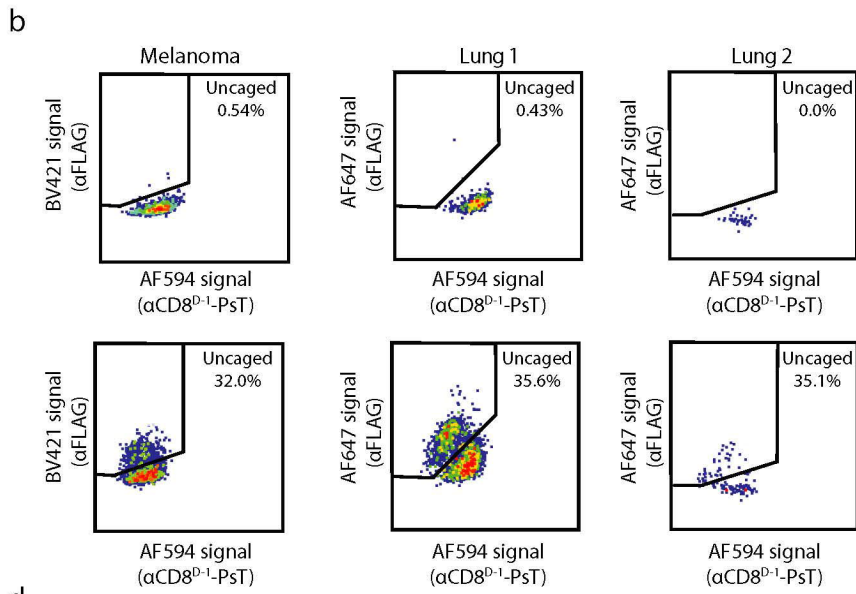 b
Melanoma
Lung 1
Lung 2
Uncaged
0.54%
BV421 signal
(αFLAG)
AF594 signal
(αCD8ᴰ⁻¹-PsT)
Uncaged
0.43%
AF647 signal
(αFLAG)
AF594 signal
(αCD8ᴰ⁻¹-PsT)
Uncaged
0.0%
AF647 signal
(αFLAG)
AF594 signal
(αCD8ᴰ⁻¹-PsT)
Uncaged
32.0%
BV421 signal
(αFLAG)
AF594 signal
(αCD8ᴰ⁻¹-PsT)
Uncaged
35.6%
AF647 signal
(αFLAG)
AF594 signal
(αCD8ᴰ⁻¹-PsT)
Uncaged
35.1%
AF647 signal
(αFLAG)
AF594 signal
(αCD8ᴰ⁻¹-PsT)